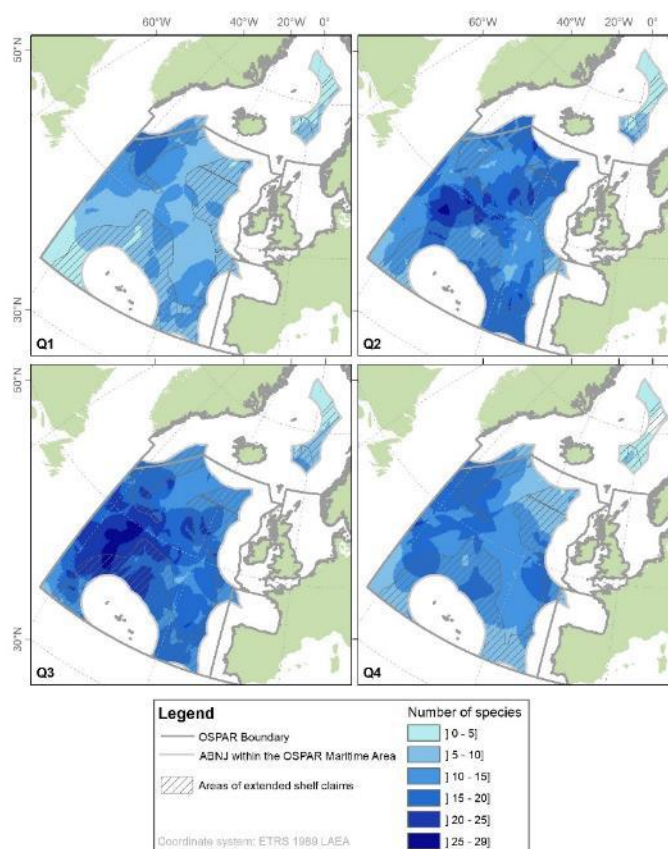 60°W 40°W 20°W 0°
60°W 40°W 20°W 0°
50°N
30°N
Q1
Q2
50°N
30°N
Q3
Q4
Legend
OSPAR Boundary
ABNJ within the OSPAR Maritime Area
Areas of extended shelf claims
Coordinate system: ETRS 1989 LAEA
Number of species
] 0 - 5]
] 5 - 10]
] 10 - 15]
] 15 - 20]
] 20 - 25]
] 25 - 29]